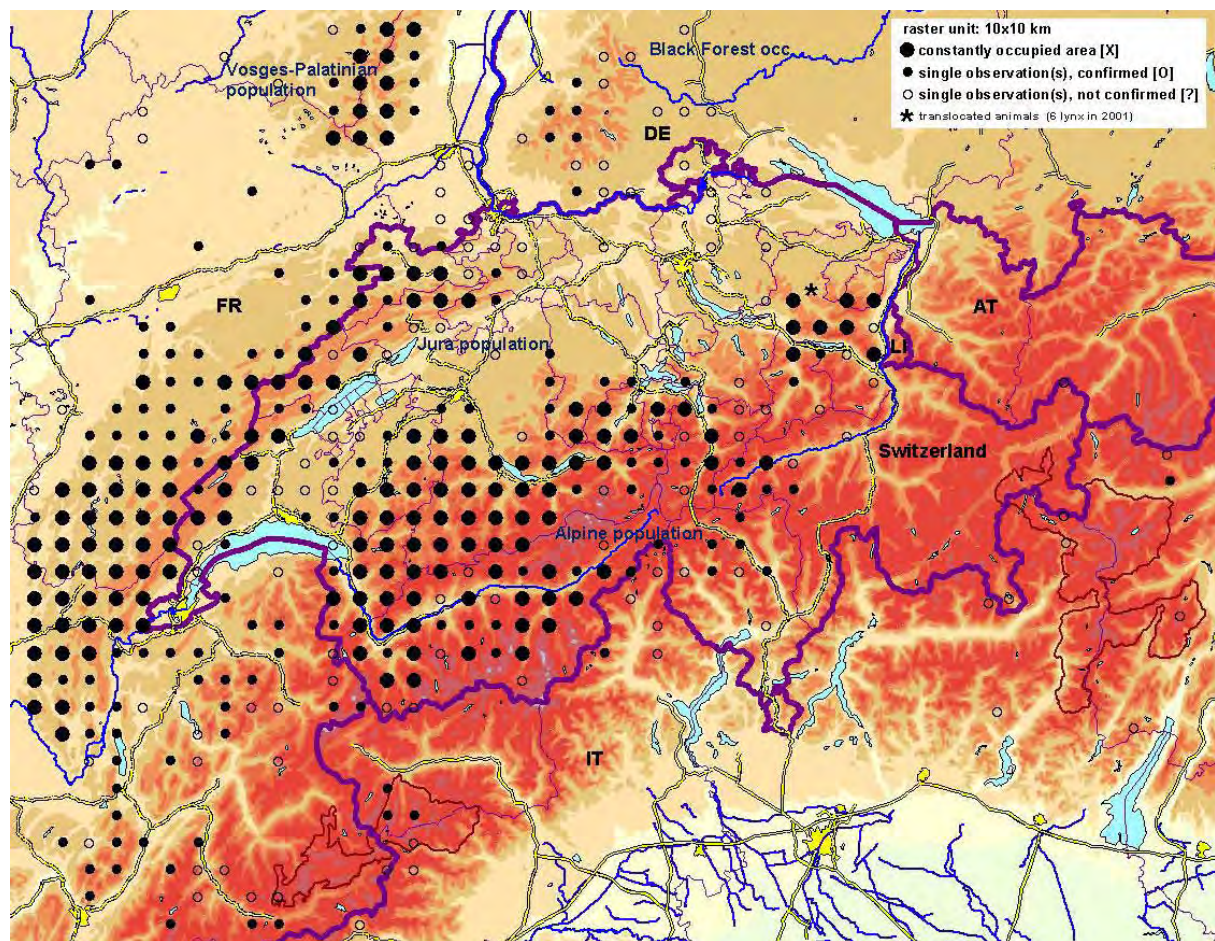 raster unit: 10x10 km
constantly occupied area [X]
single observation(s), confirmed [O]
single observation(s), not confirmed [?]
* translocated animals (6 lynx in 2001)
Black Forest occ
Vosges-Palatinian
population
DE
*
FR
AT
Jura population
LI
Switzerland
Alpine population
IT